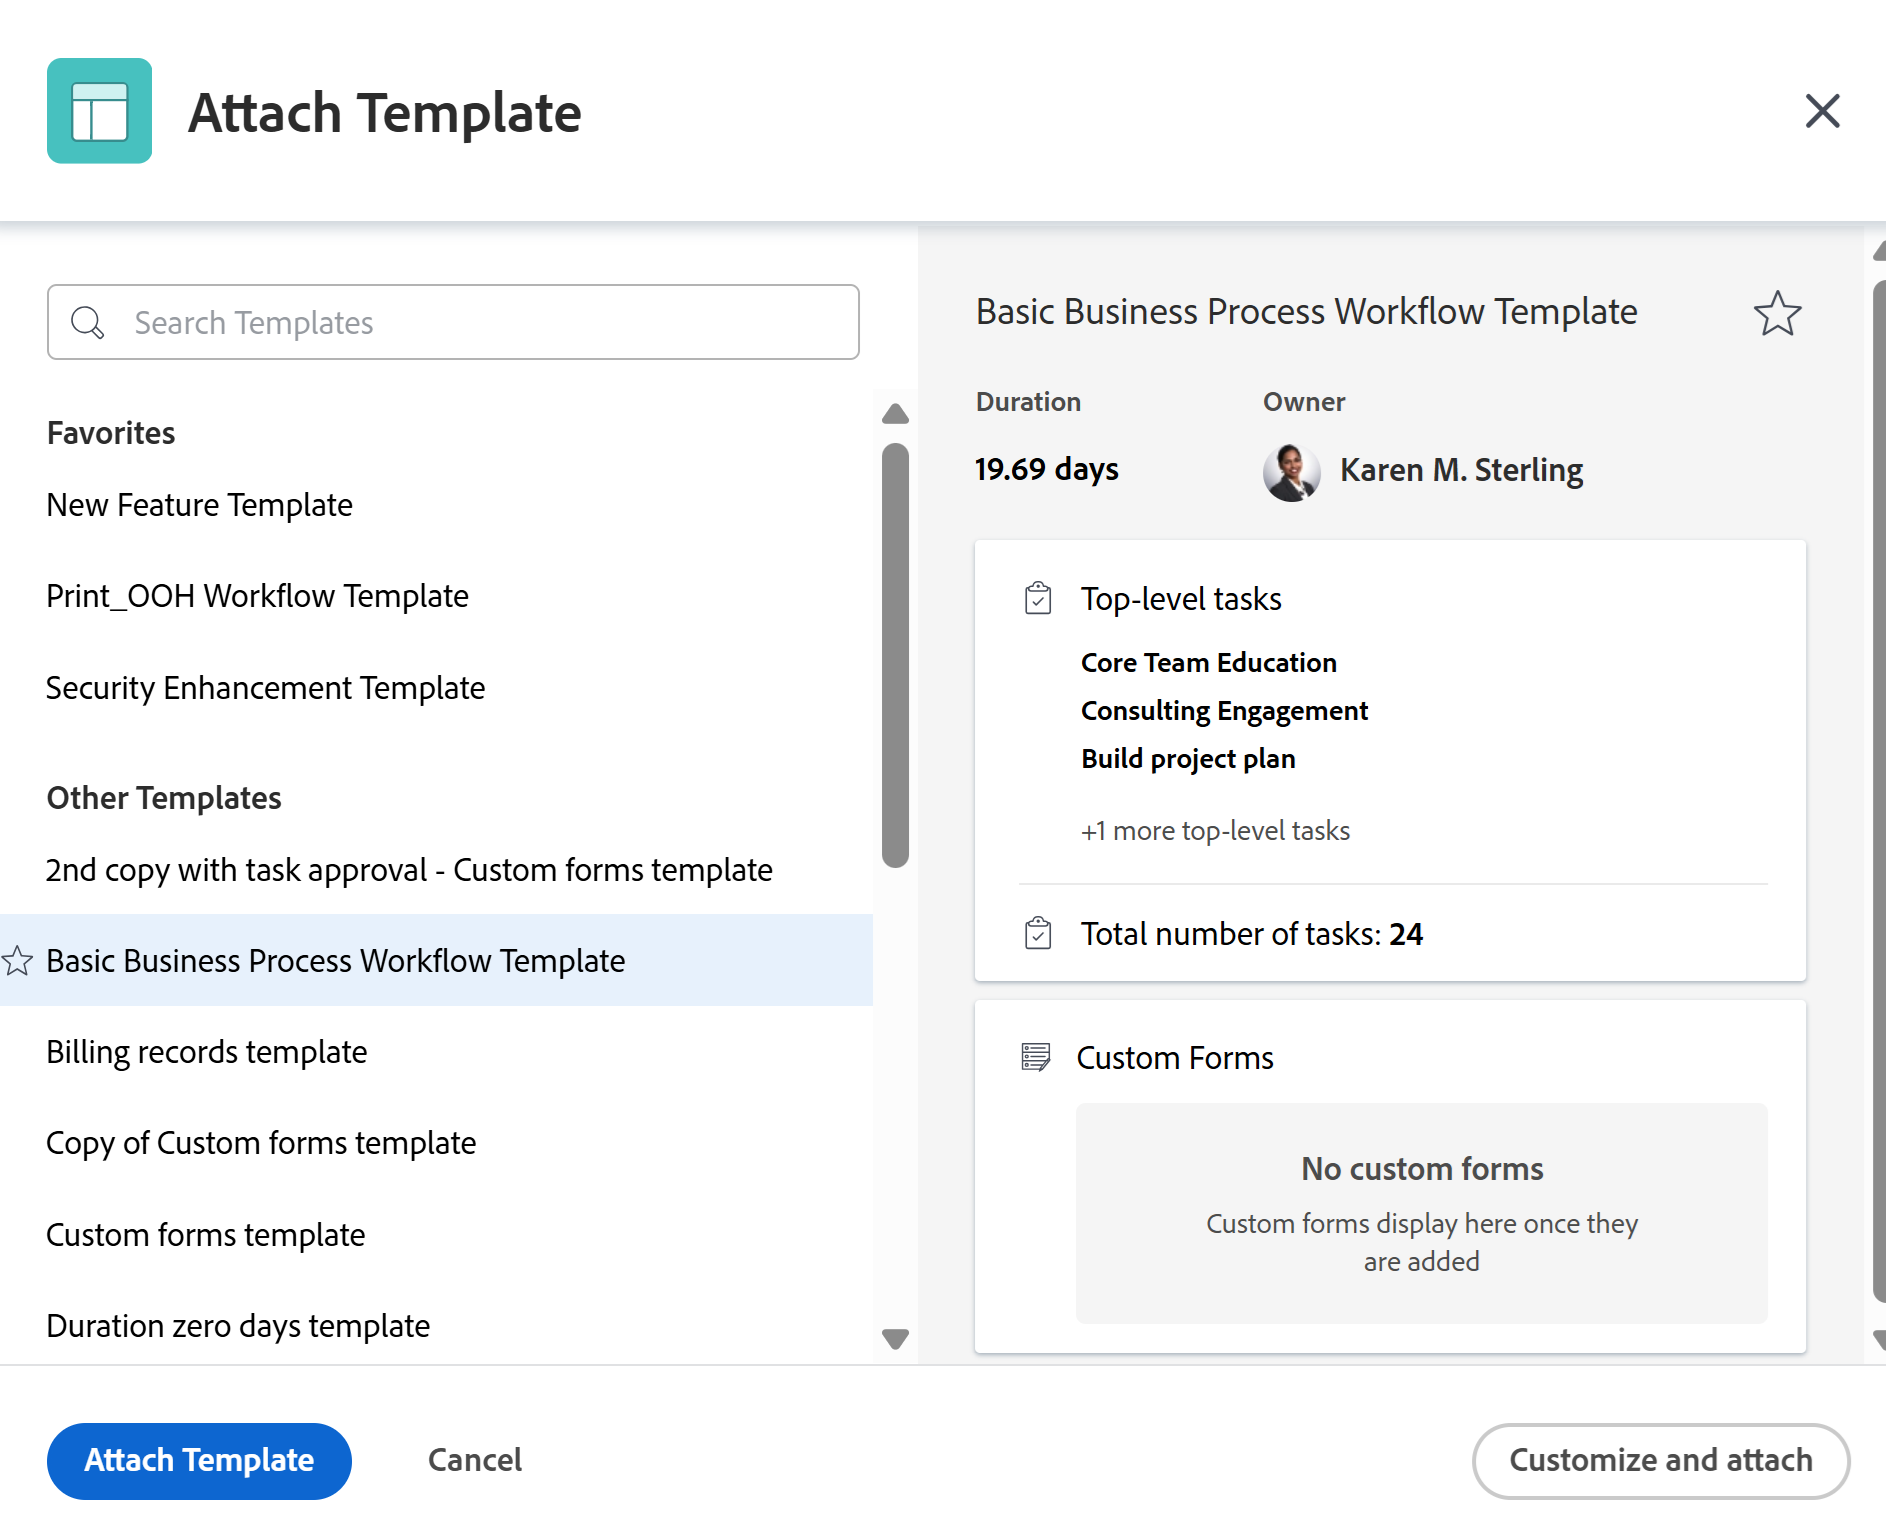 Attach Template
Search Templates
Favorites
New Feature Template
Print_OOH Workflow Template
Security Enhancement Template
Other Templates
2nd copy with task approval - Custom forms template
Basic Business Process Workflow Template
Billing records template
Copy of Custom forms template
Custom forms template
Duration zero days template
Basic Business Process Workflow Template
Duration
Owner
19.69 days
Karen M. Sterling
Top-level tasks
Core Team Education
Consulting Engagement
Build project plan
+1 more top-level tasks
Total number of tasks: 24
Custom Forms
No custom forms
Custom forms display here once they
are added
Attach Template
Cancel
Customize and attach